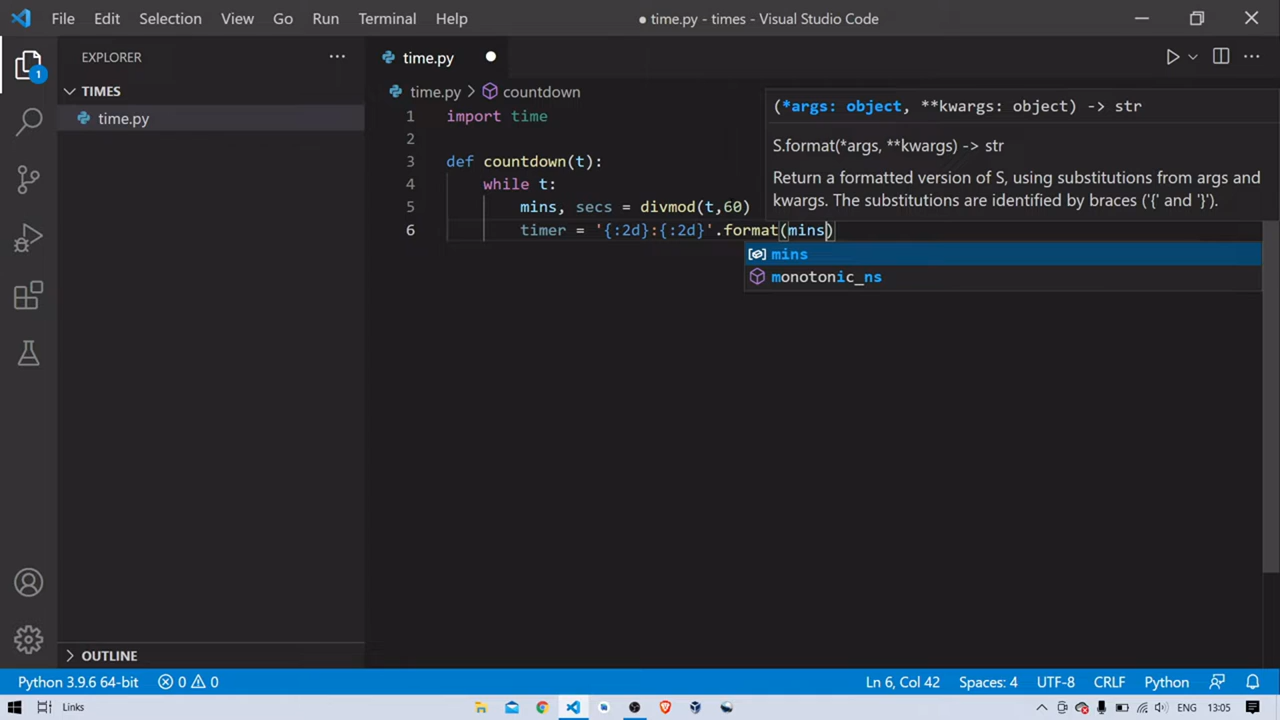 File Edit Selection View Go Run Terminal Help
● time.py - times - Visual Studio Code
EXPLORER
time.py
TIMES
time.py
time.py > countdown
1 import time
2
3 def countdown(t):
4 while t:
5 mins, secs = divmod(t,60)
6 timer = '{:2d}:{:2d}'.format(mins)
(*args: object, **kwargs: object) -> str
S.format(*args, **kwargs) -> str
Return a formatted version of S, using substitutions from args and
kwargs. The substitutions are identified by braces ('{' and '}').
mins
monotonic_ns
1
OUTLINE
Python 3.9.6 64-bit 0 0 Ln 6, Col 42 Spaces: 4 UTF-8 CRLF Python
Links ENG 13:05